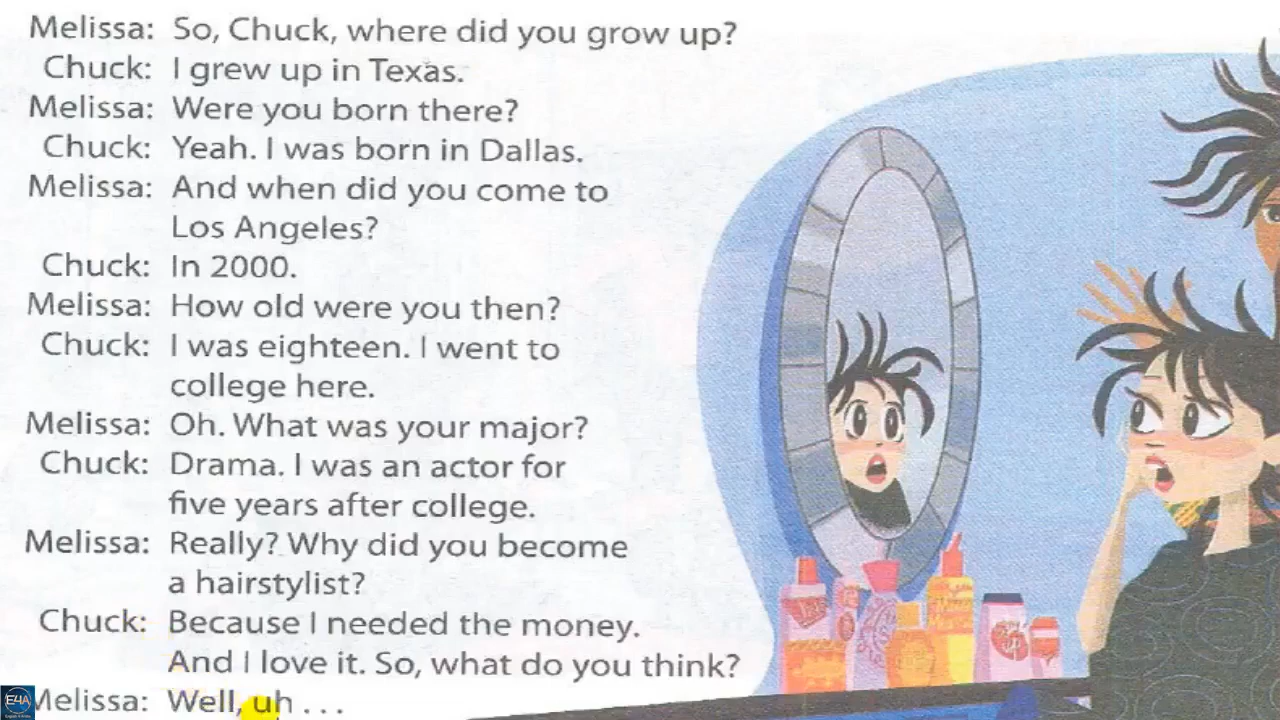 Melissa: So, Chuck, where did you grow up?
Chuck: I grew up in Texas.
Melissa: Were you born there?
Chuck: Yeah. I was born in Dallas.
Melissa: And when did you come to
Los Angeles?
Chuck: In 2000.
Melissa: How old were you then?
Chuck: I was eighteen. I went to
college here.
Melissa: Oh. What was your major?
Chuck: Drama. I was an actor for
five years after college.
Melissa: Really? Why did you become
a hairstylist?
Chuck: Because I needed the money.
And I love it. So, what do you think?
Melissa: Well, uh . . .
E4A